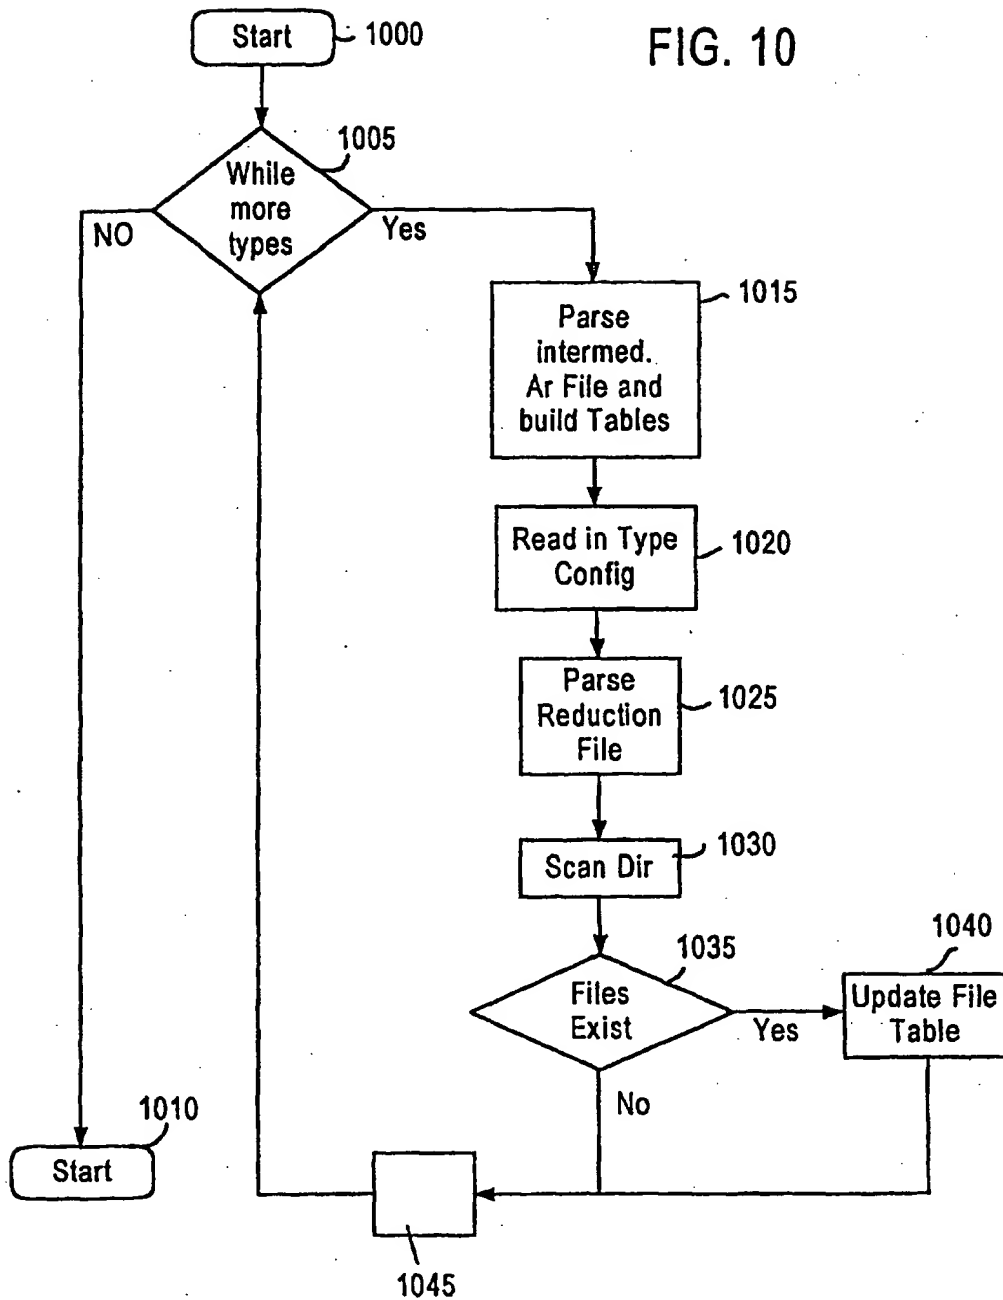 FIG. 10
Start
1000
1005
While
more
types
NO
Yes
1015
Parse
intermed.
Ar File and
build Tables
Read in Type
Config
1020
Parse
Reduction
File
1025
Scan Dir
1030
1035
Files
Exist
Yes
1040
Update File
Table
No
1010
Start
1045